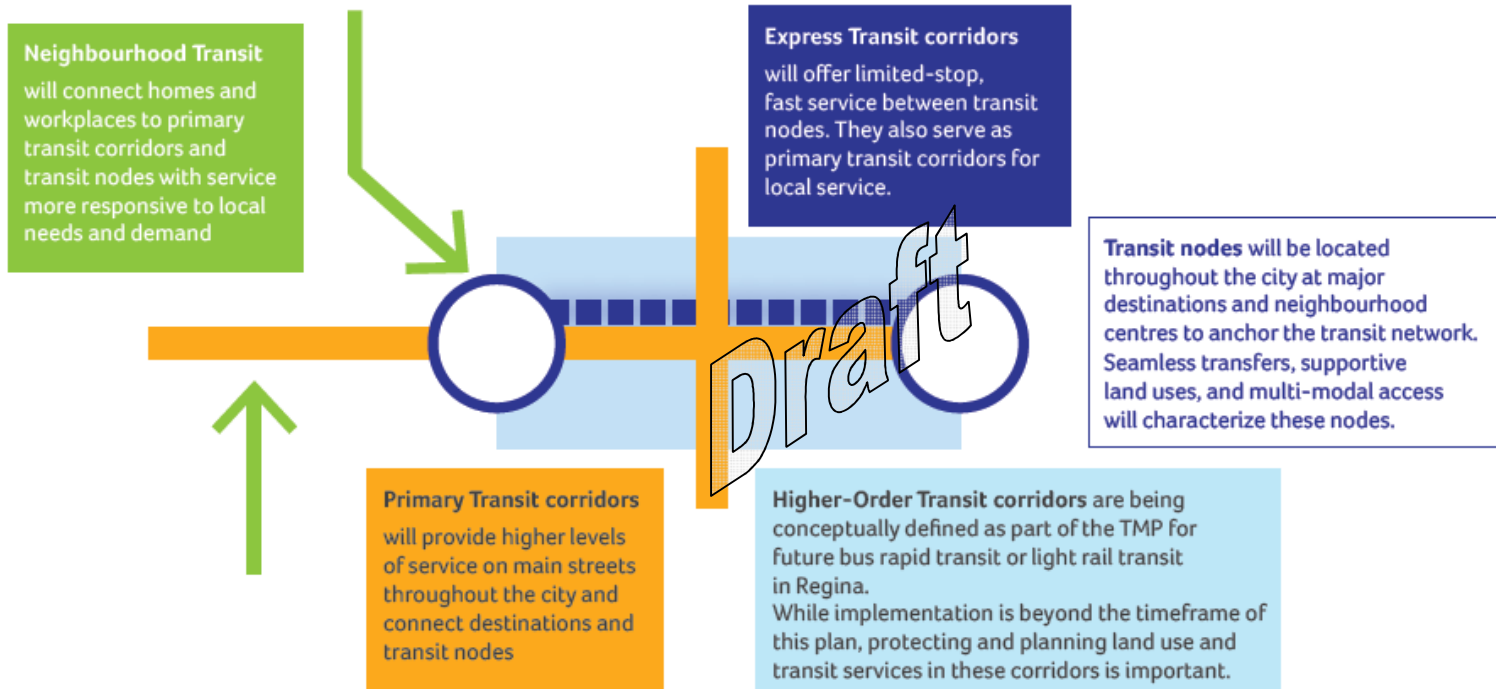 Neighbourhood Transit
will connect homes and
workplaces to primary
transit corridors and
transit nodes with service
more responsive to local
needs and demand
Express Transit corridors
will offer limited-stop,
fast service between transit
nodes. They also serve as
primary transit corridors for
local service.
Transit nodes will be located
throughout the city at major
destinations and neighbourhood
centres to anchor the transit network.
Seamless transfers, supportive
land uses, and multi-modal access
will characterize these nodes.
Draft
Primary Transit corridors
will provide higher levels
of service on main streets
throughout the city and
connect destinations and
transit nodes
Higher-Order Transit corridors are being
conceptually defined as part of the TMP for
future bus rapid transit or light rail transit
in Regina.
While implementation is beyond the timeframe of
this plan, protecting and planning land use and
transit services in these corridors is important.